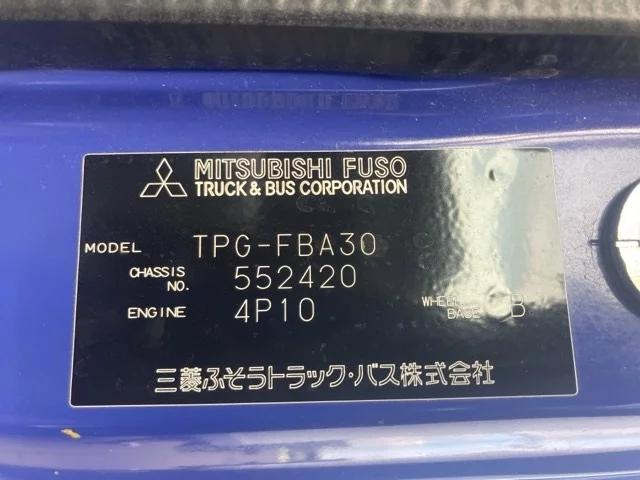 MITSUBISHI FUSO
TRUCK & BUS CORPORATION
MODEL TPG-FBA30
CHASSIS NO. 552420
ENGINE 4P10
WHEEL BASE B
三菱ふそうトラック・バス株式会社